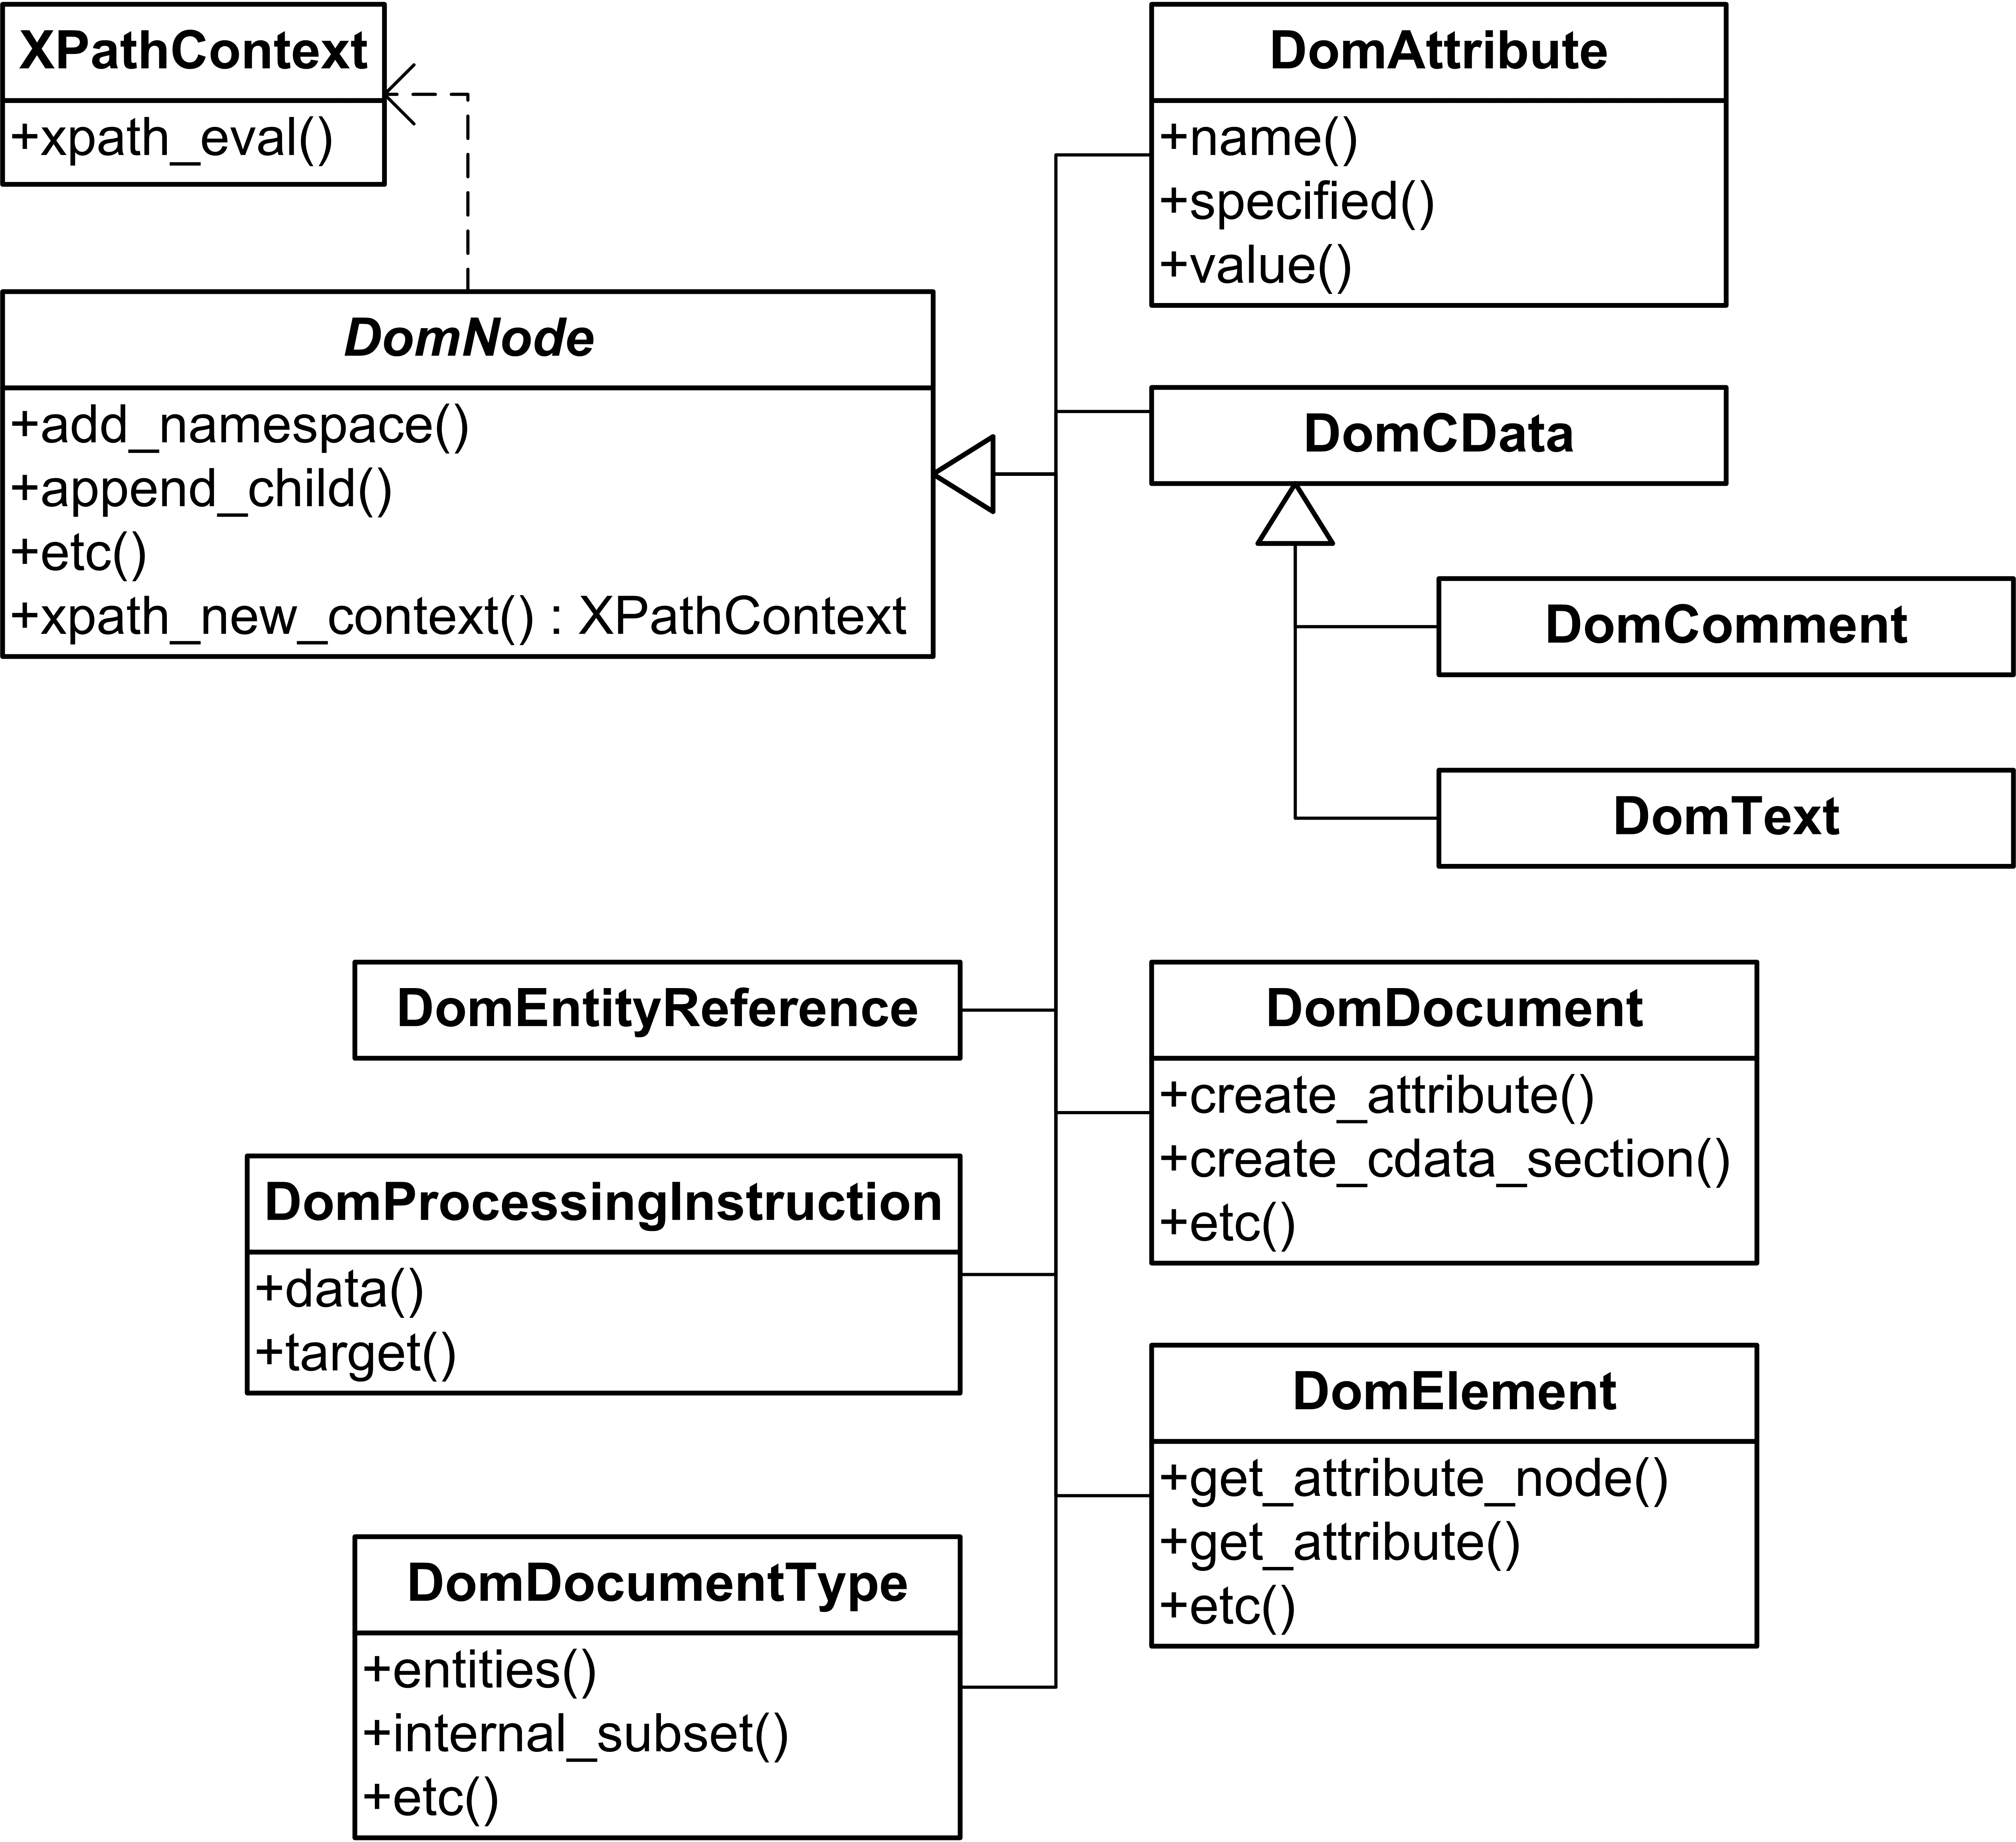 XPathContext
+xpath_eval()
DomNode
+add_namespace()
+append_child()
+etc()
+xpath_new_context() : XPathContext
DomAttribute
+name()
+specified()
+value()
DomCData
DomComment
DomText
DomEntityReference
DomProcessingInstruction
+data()
+target()
DomDocumentType
+entities()
+internal_subset()
+etc()
DomDocument
+create_attribute()
+create_cdata_section()
+etc()
DomElement
+get_attribute_node()
+get_attribute()
+etc()